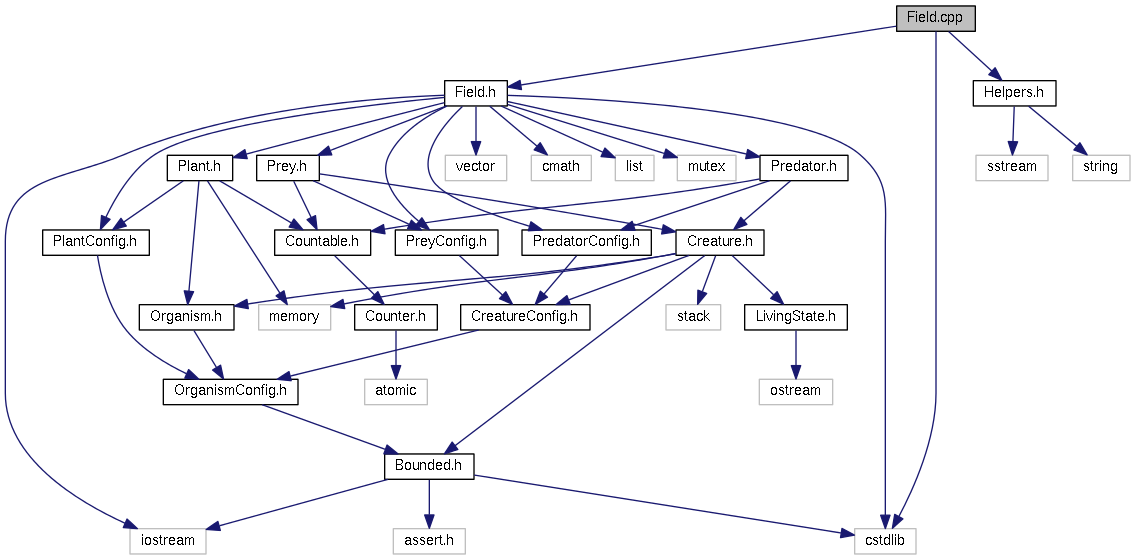 Field.cpp
Field.h
Helpers.h
Plant.h
Prey.h
vector
cmath
list
mutex
Predator.h
sstream
string
PlantConfig.h
Countable.h
PreyConfig.h
PredatorConfig.h
Creature.h
Organism.h
memory
Counter.h
CreatureConfig.h
stack
LivingState.h
OrganismConfig.h
atomic
ostream
Bounded.h
iostream
assert.h
cstdlib